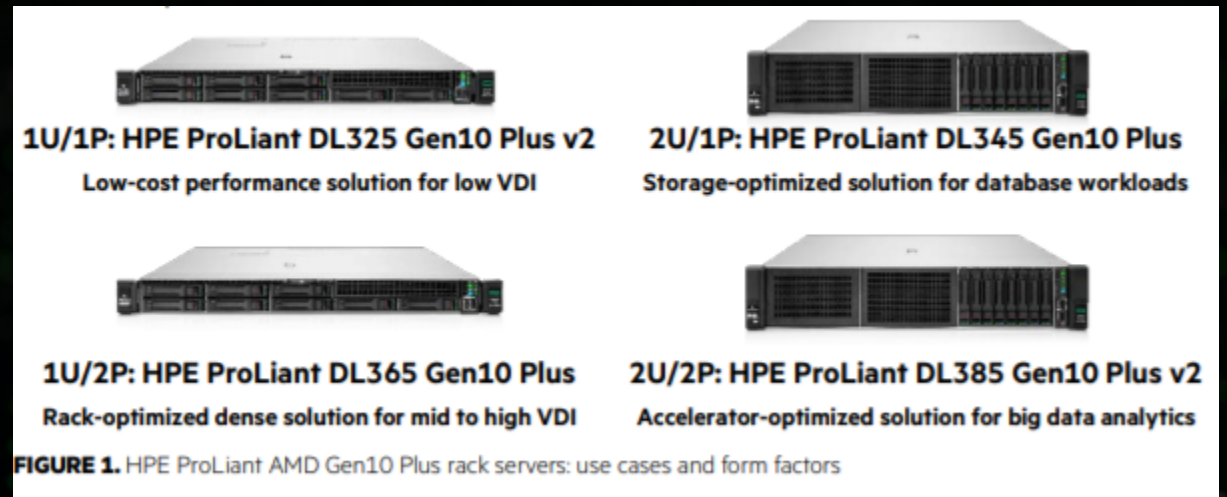 1U/1P: HPE ProLiant DL325 Gen10 Plus v2
Low-cost performance solution for low VDI
2U/1P: HPE ProLiant DL345 Gen10 Plus
Storage-optimized solution for database workloads
1U/2P: HPE ProLiant DL365 Gen10 Plus
Rack-optimized dense solution for mid to high VDI
2U/2P: HPE ProLiant DL385 Gen10 Plus v2
Accelerator-optimized solution for big data analytics
FIGURE 1. HPE ProLiant AMD Gen10 Plus rack servers: use cases and form factors